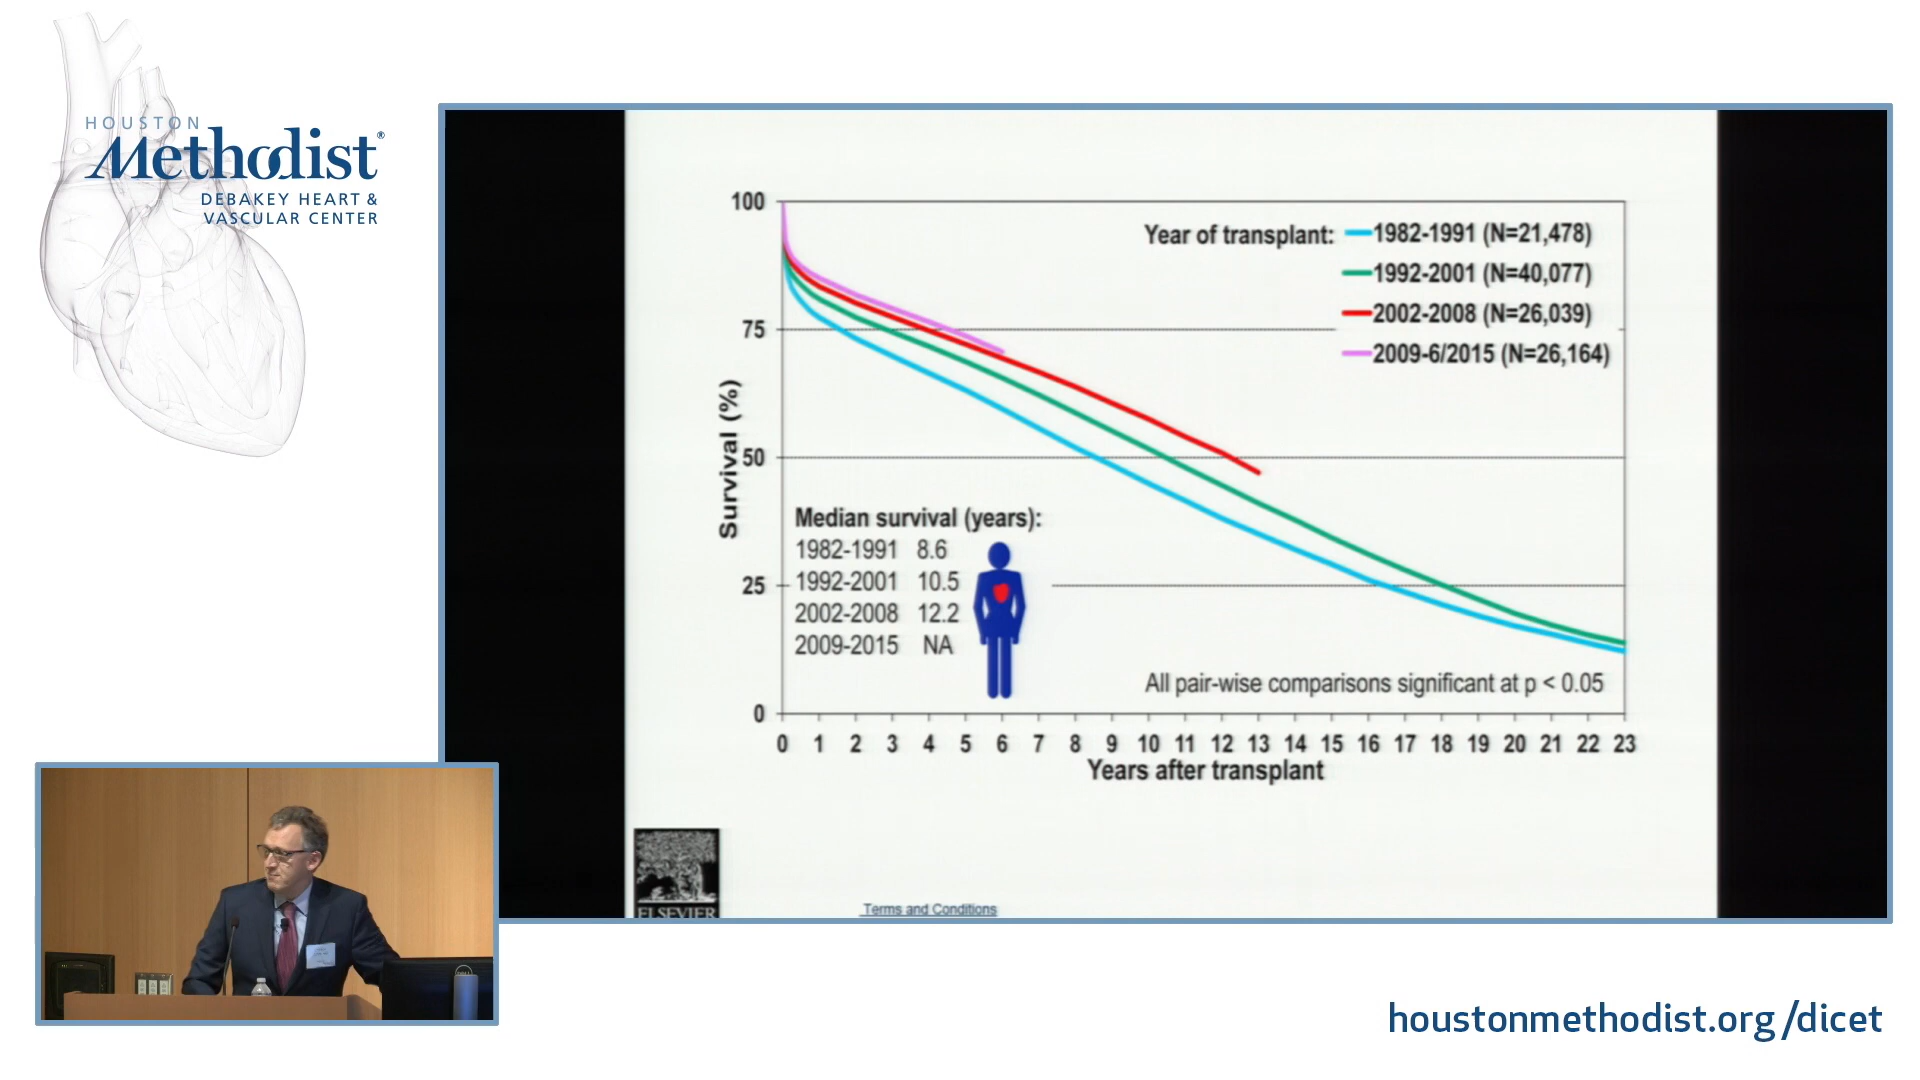 HOUSTON
Methodist®
DEBAKEY HEART &
VASCULAR CENTER
100
75
50
25
0
Survival (%)
Year of transplant:
1982-1991 (N=21,478)
1992-2001 (N=40,077)
2002-2008 (N=26,039)
2009-6/2015 (N=26,164)
Median survival (years):
1982-1991 8.6
1992-2001 10.5
2002-2008 12.2
2009-2015 NA
All pair-wise comparisons significant at p < 0.05
0 1 2 3 4 5 6 7 8 9 10 11 12 13 14 15 16 17 18 19 20 21 22 23
Years after transplant
ELSEVIER
Terms and Conditions
houstonmethodist.org/dicet